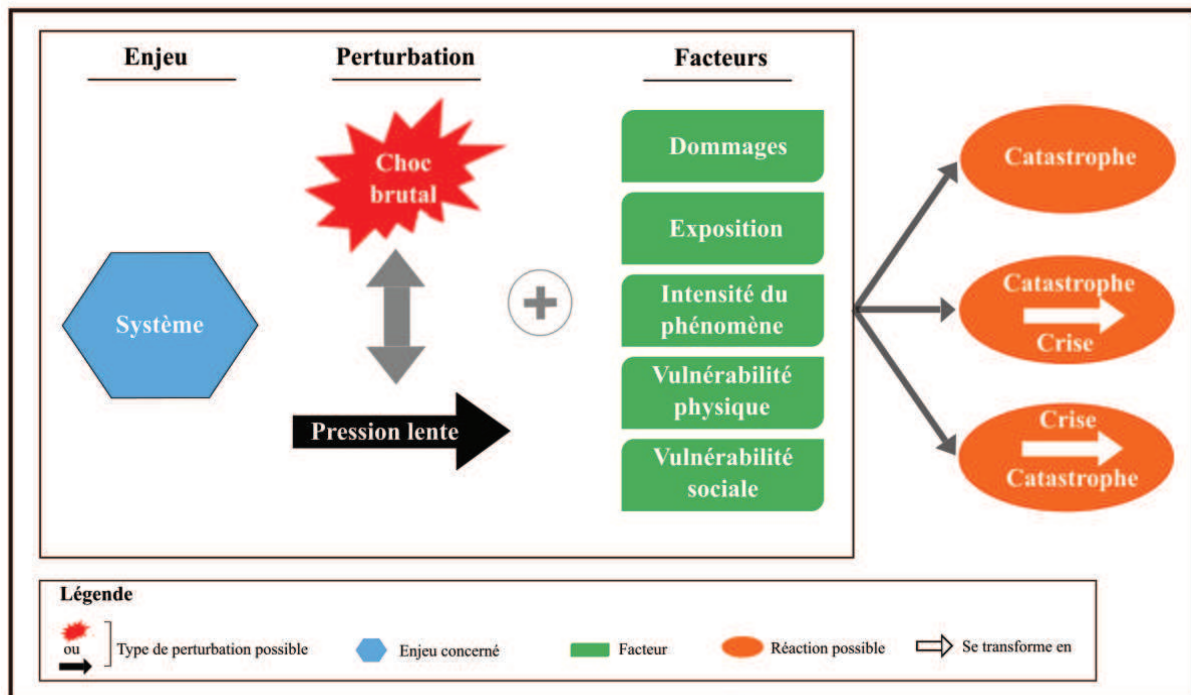 Enjeu
Perturbation
Facteurs
Choc
brutal
Système
Pression lente
Dommages
Exposition
Intensité du
phénomène
Vulnérabilité
physique
Vulnérabilité
sociale
Catastrophe
Catastrophe
Crise
Crise
Catastrophe
Légende
ou
Type de perturbation possible
Enjeu concerné
Facteur
Réaction possible
Se transforme en